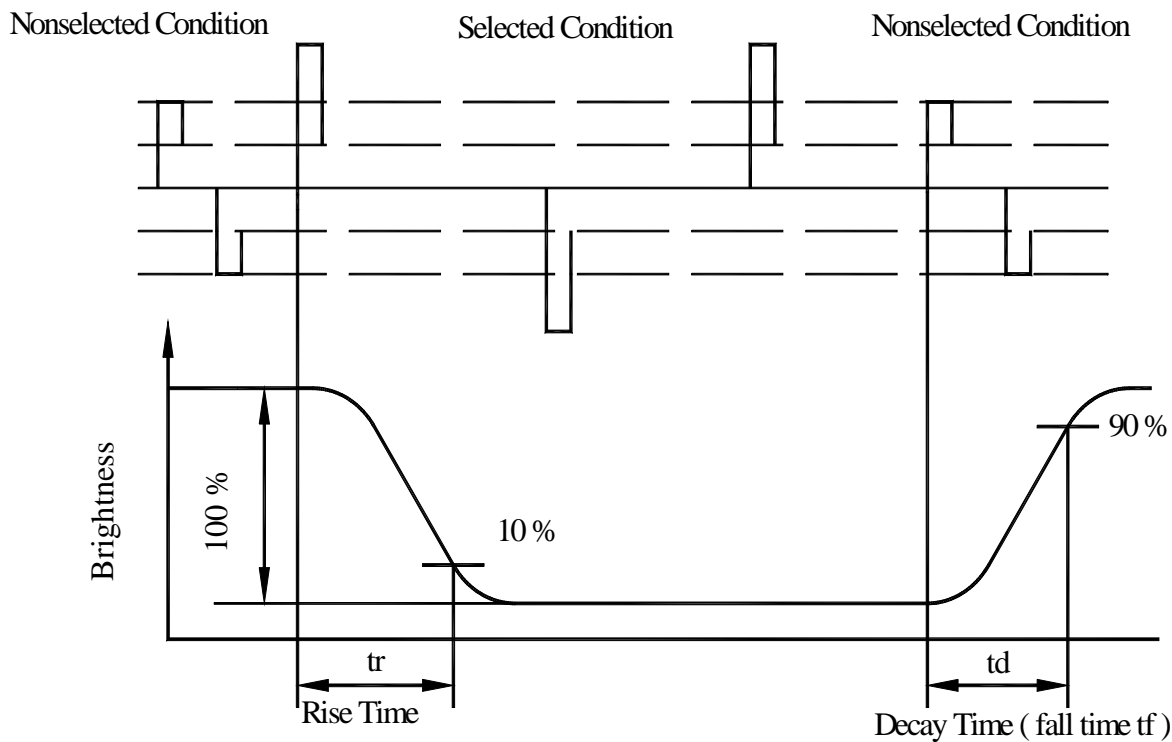 Nonselected Condition
Selected Condition
Nonselected Condition
Brightness
100 %
10 %
90 %
tr
Rise Time
td
Decay Time ( fall time tf )